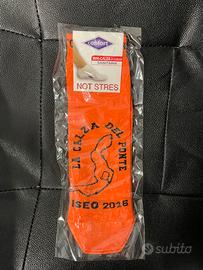 comfort
NOT STRES
LA CALZA DEL PONTE
ISEO 2016
subito